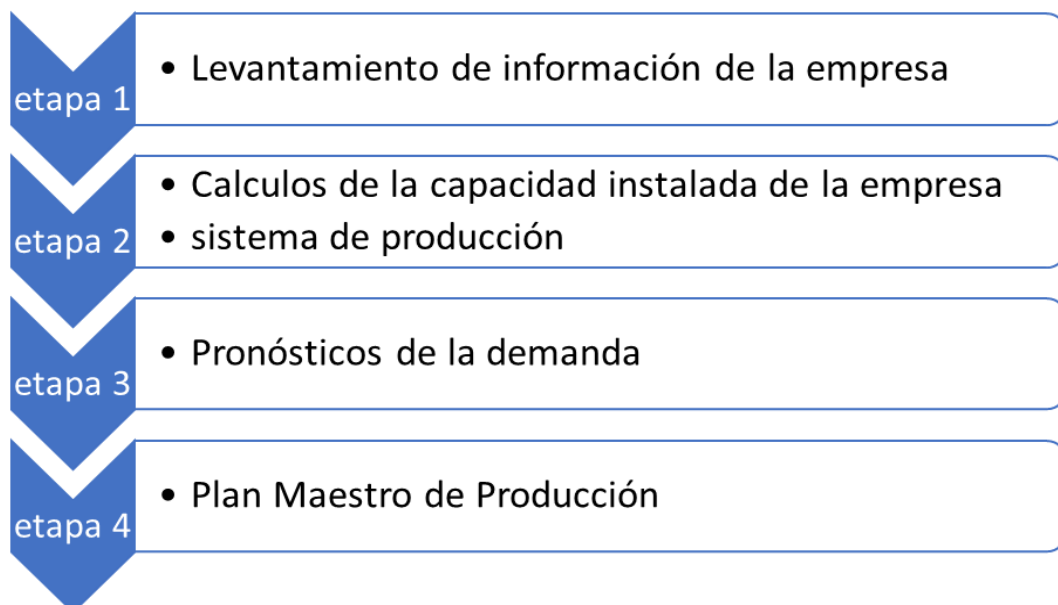 etapa 1
• Levantamiento de información de la empresa
etapa 2
• Calculos de la capacidad instalada de la empresa
• sistema de producción
etapa 3
• Pronósticos de la demanda
etapa 4
• Plan Maestro de Producción